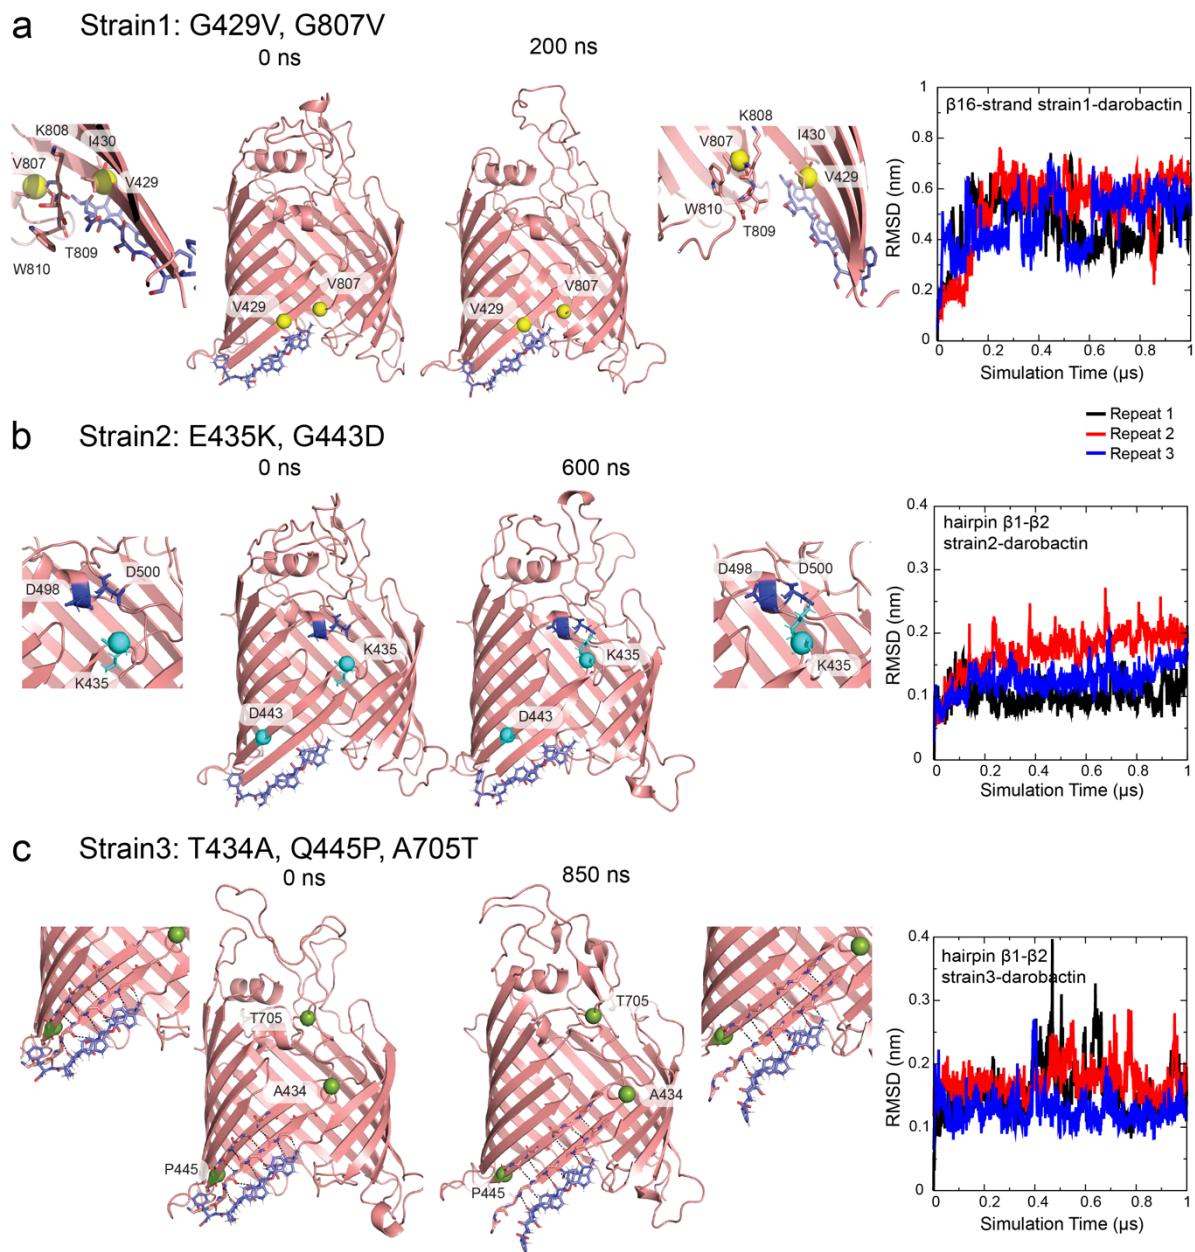 a Strain1: G429V, G807V
0 ns
200 ns
K808
I430
V807
V429
T809
W810
V429
V807
V429
V807
K808
V807
I430
V429
W810
T809
β16-strand strain1-darobactin
RMSD (nm)
1
0.8
0.6
0.4
0.2
0
0 0.2 0.4 0.6 0.8 1
Simulation Time (µs)
Repeat 1
Repeat 2
Repeat 3
b Strain2: E435K, G443D
0 ns
600 ns
D500
D498
K435
K435
D443
K435
D443
D498
D500
K435
hairpin β1-β2
strain2-darobactin
RMSD (nm)
0.4
0.3
0.2
0.1
0
0 0.2 0.4 0.6 0.8 1
Simulation Time (µs)
c Strain3: T434A, Q445P, A705T
0 ns
850 ns
T705
A434
P445
T705
A434
P445
hairpin β1-β2
strain3-darobactin
RMSD (nm)
0.4
0.3
0.2
0.1
0
0 0.2 0.4 0.6 0.8 1
Simulation Time (µs)